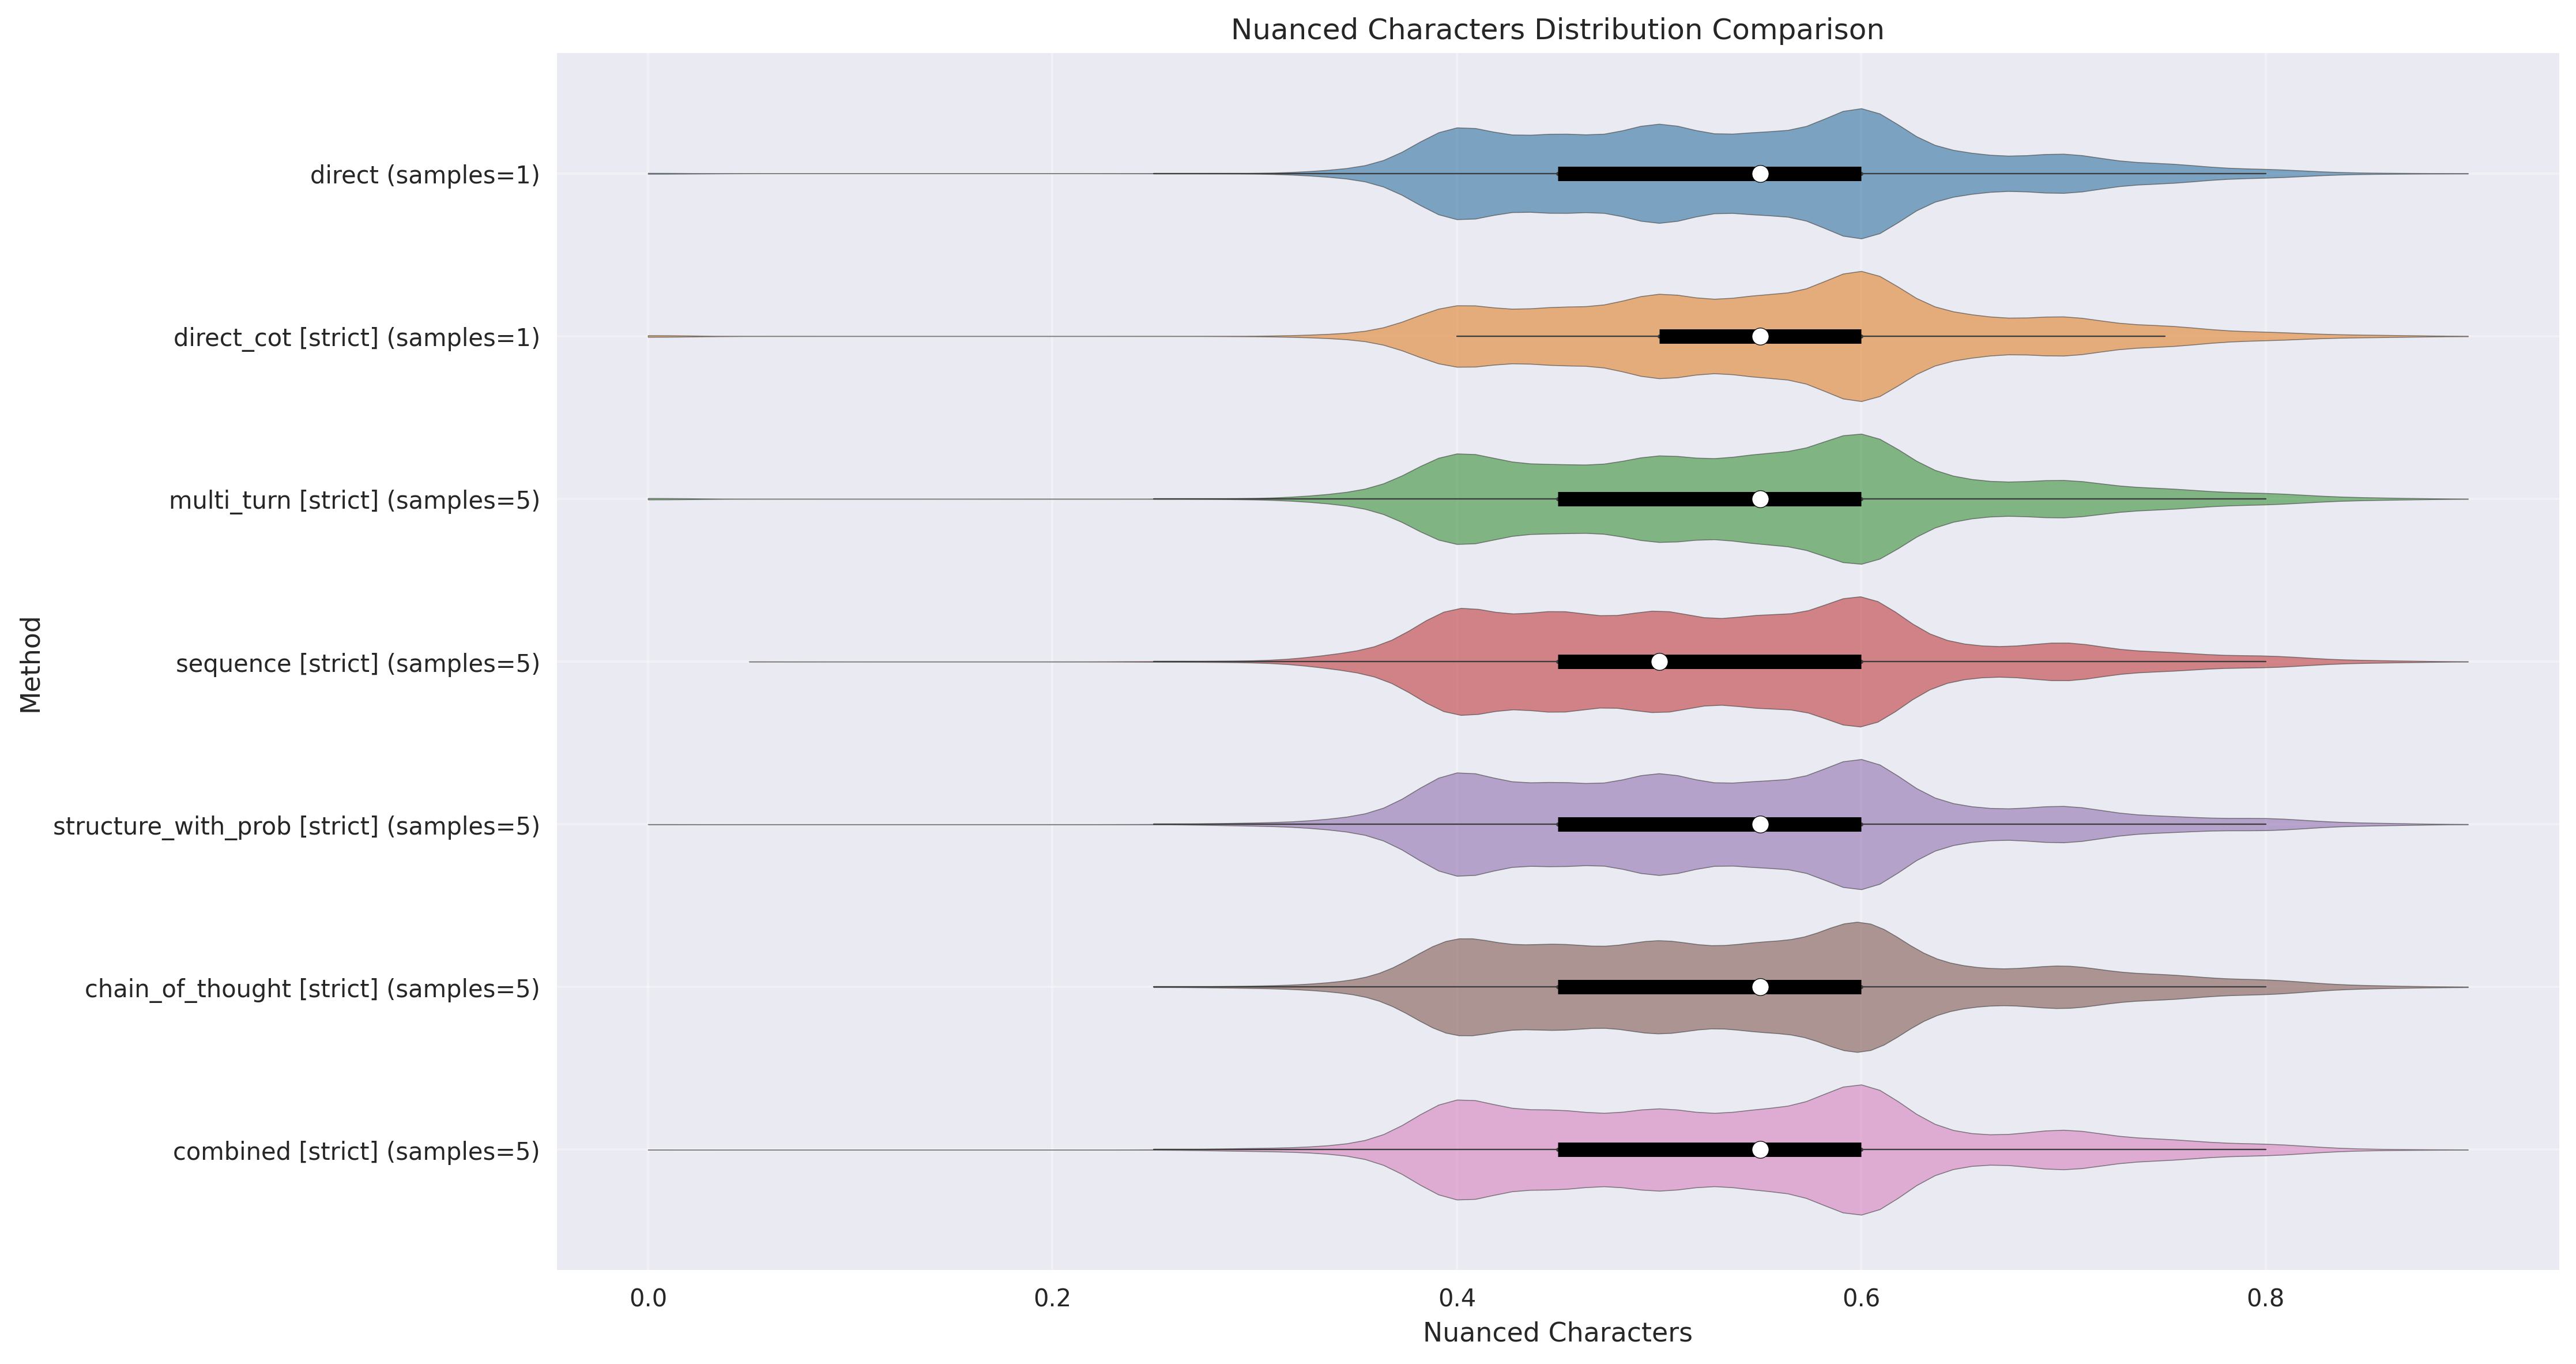 Nuanced Characters Distribution Comparison
Method
direct (samples=1)
direct_cot [strict] (samples=1)
multi_turn [strict] (samples=5)
sequence [strict] (samples=5)
structure_with_prob [strict] (samples=5)
chain_of_thought [strict] (samples=5)
combined [strict] (samples=5)
0.0 0.2 0.4 0.6 0.8
Nuanced Characters